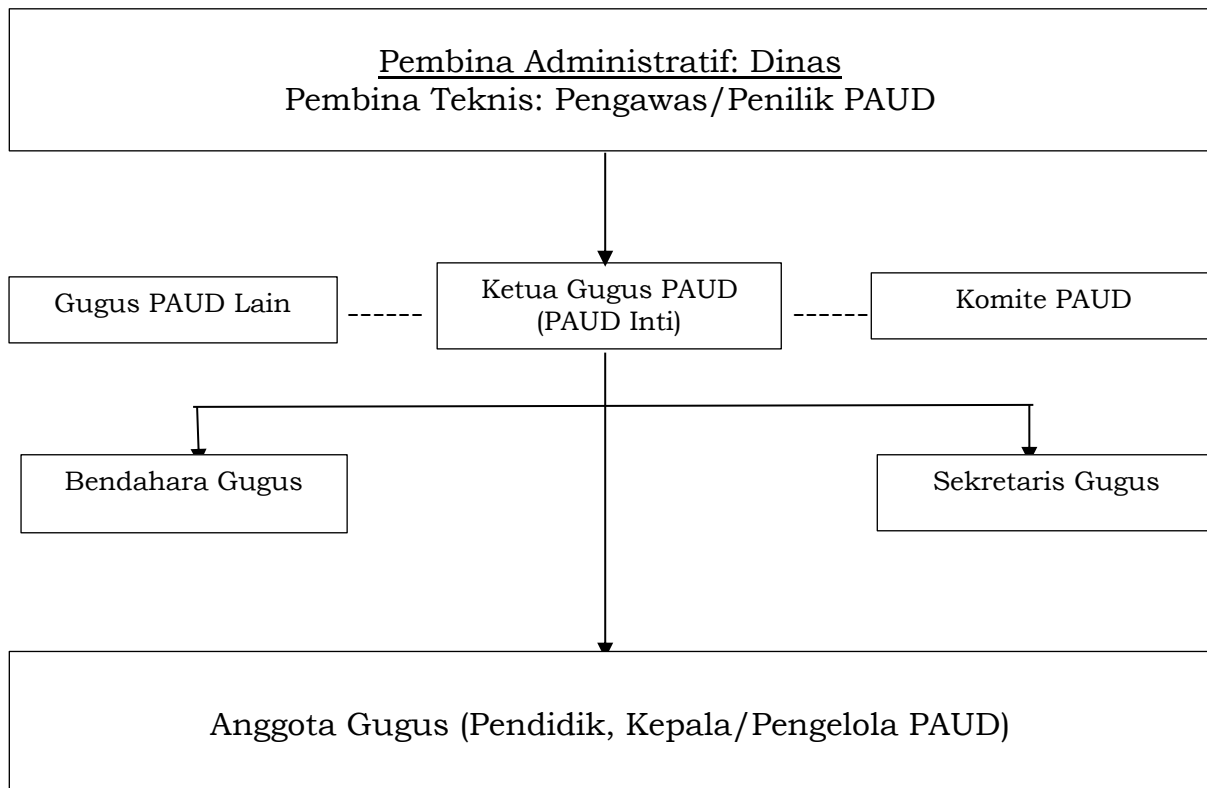 Pembina Administratif: Dinas
Pembina Teknis: Pengawas/Penilik PAUD
Gugus PAUD Lain
Ketua Gugus PAUD
(PAUD Inti)
Komite PAUD
Bendahara Gugus
Sekretaris Gugus
Anggota Gugus (Pendidik, Kepala/Pengelola PAUD)